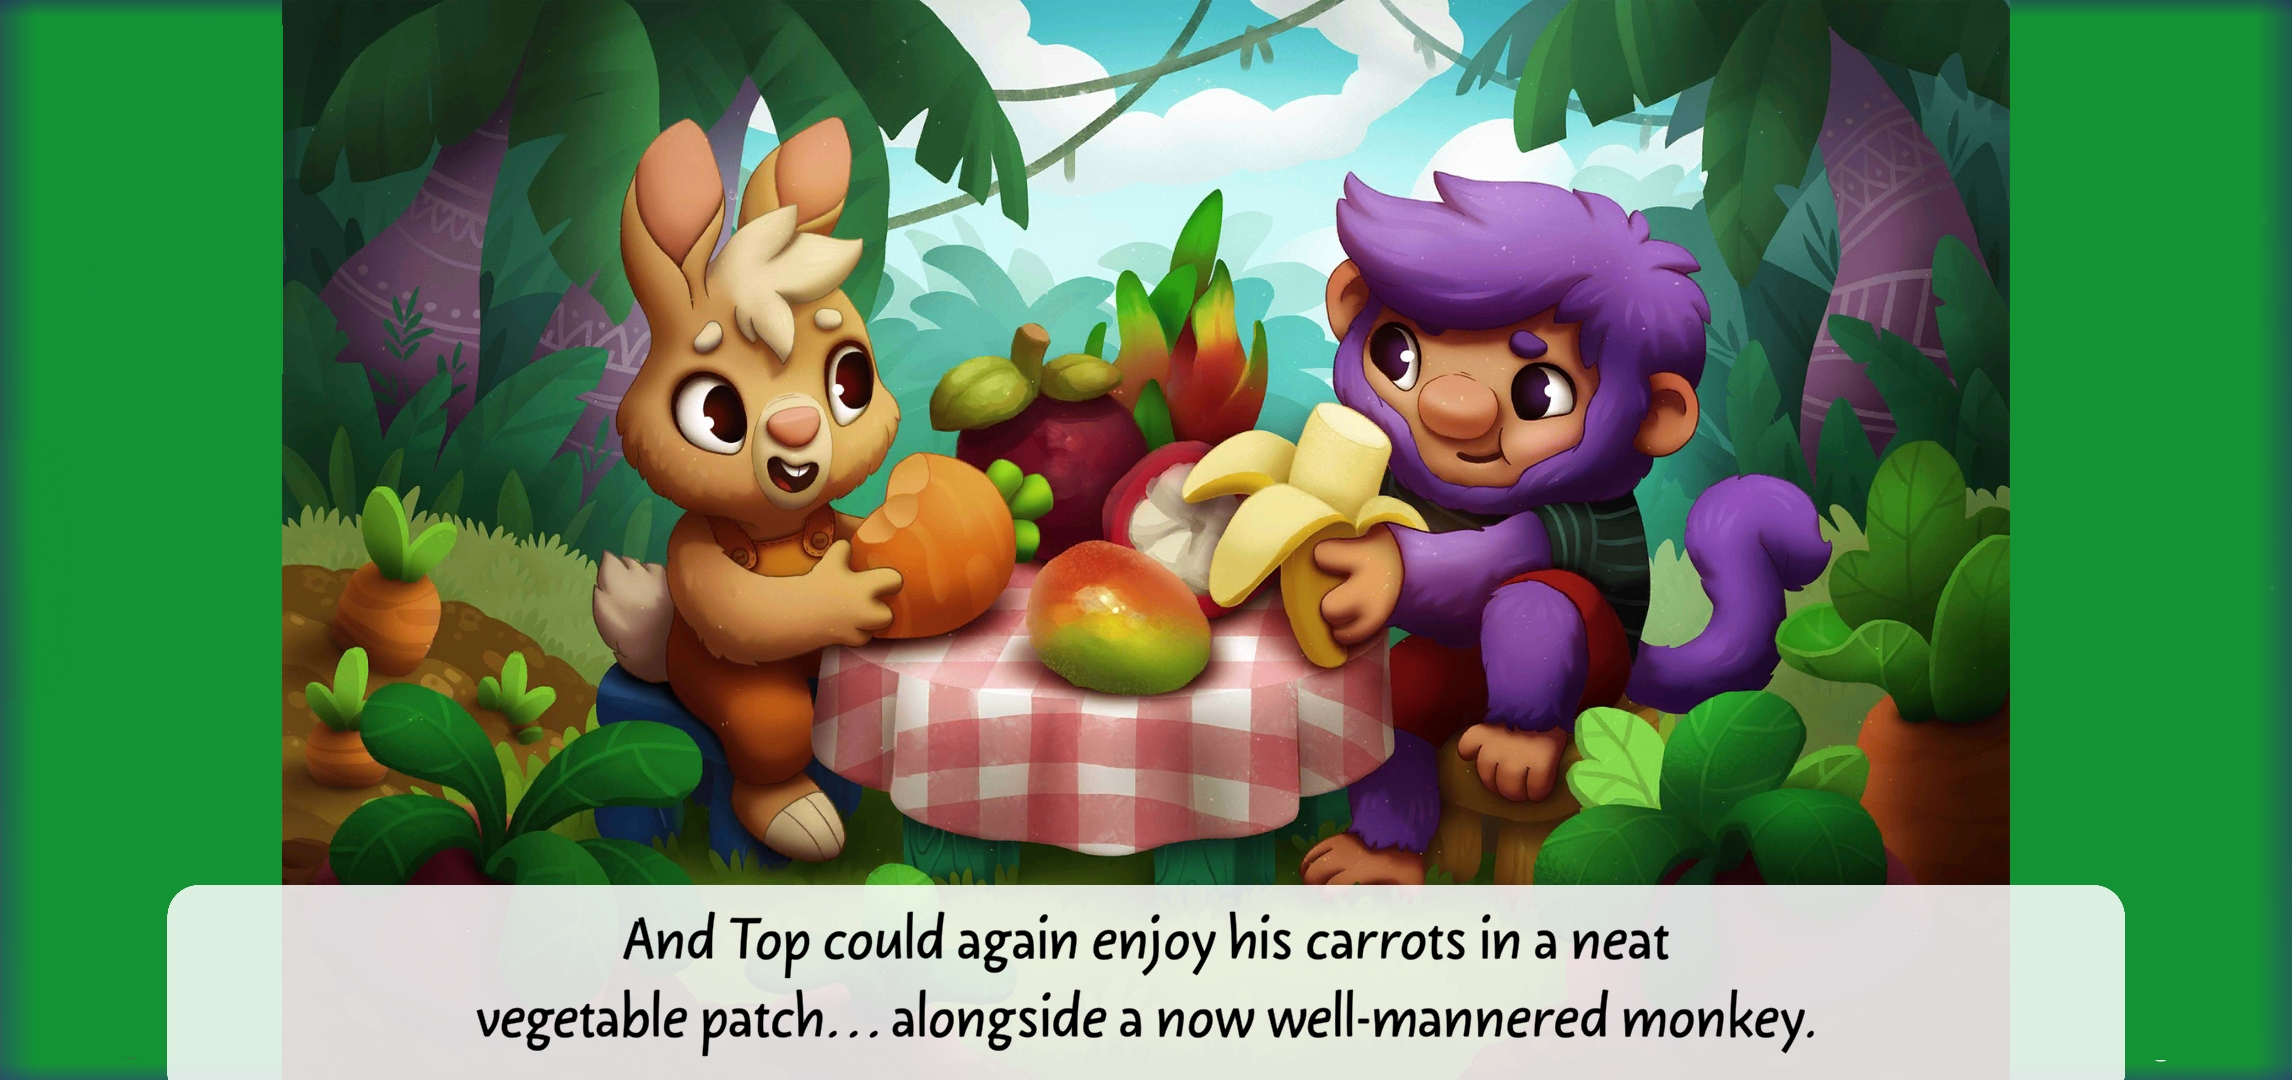 And Top could again enjoy his carrots in a neat
vegetable patch... alongside a now well-mannered monkey.